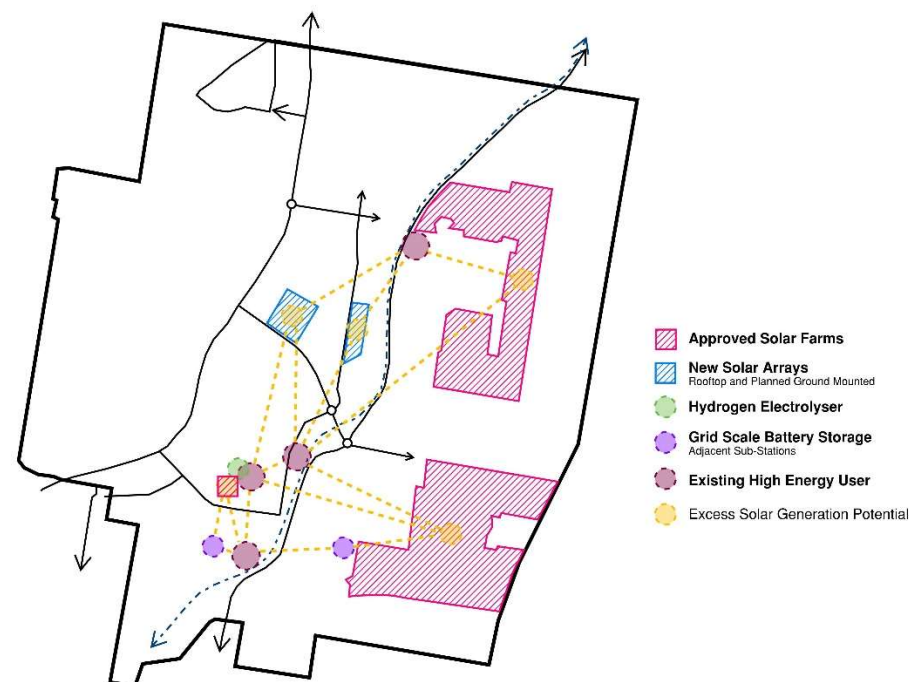 Approved Solar Farms
New Solar Arrays
Rooftop and Planned Ground Mounted
Hydrogen Electrolyser
Grid Scale Battery Storage
Adjacent Sub-Stations
Existing High Energy User
Excess Solar Generation Potential